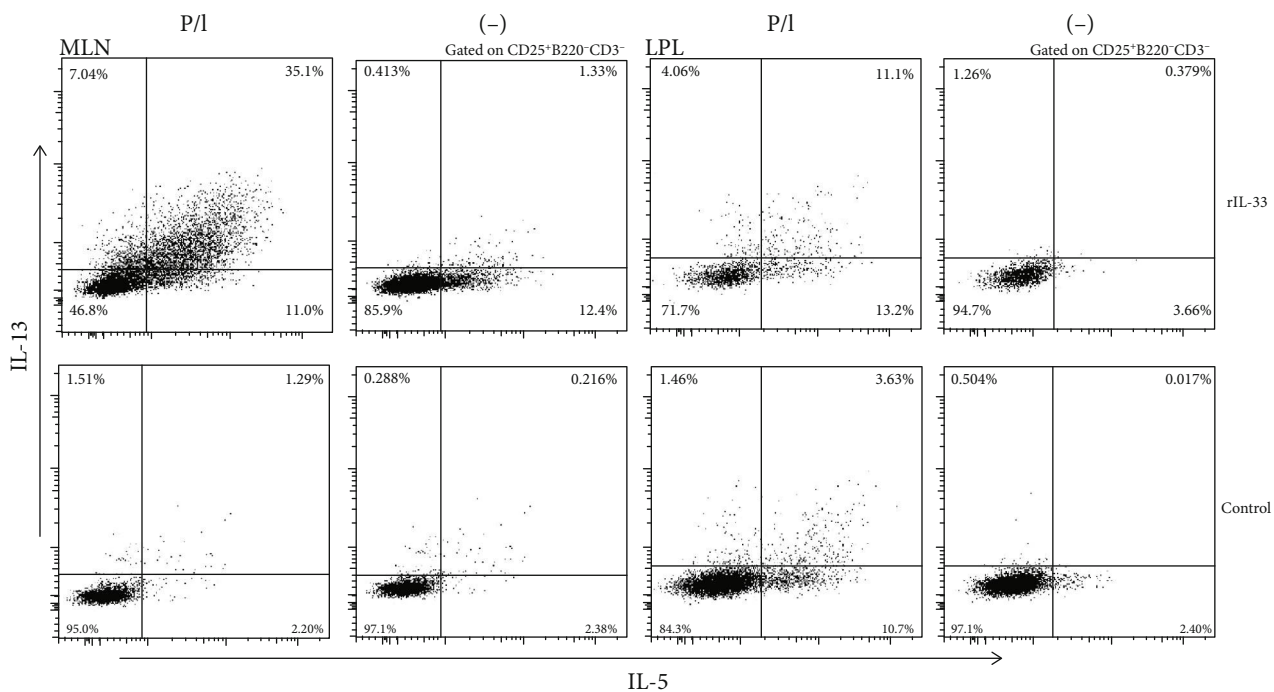 P/l (–) P/l (–)
MLN Gated on CD25⁺B220⁻CD3⁻ LPL Gated on CD25⁺B220⁻CD3⁻
7.04% 35.1% 0.413% 1.33% 4.06% 11.1% 1.26% 0.379%
rIL-33
46.8% 11.0% 85.9% 12.4% 71.7% 13.2% 94.7% 3.66%
IL-13
1.51% 1.29% 0.288% 0.216% 1.46% 3.63% 0.504% 0.017%
Control
95.0% 2.20% 97.1% 2.38% 84.3% 10.7% 97.1% 2.40%
IL-5